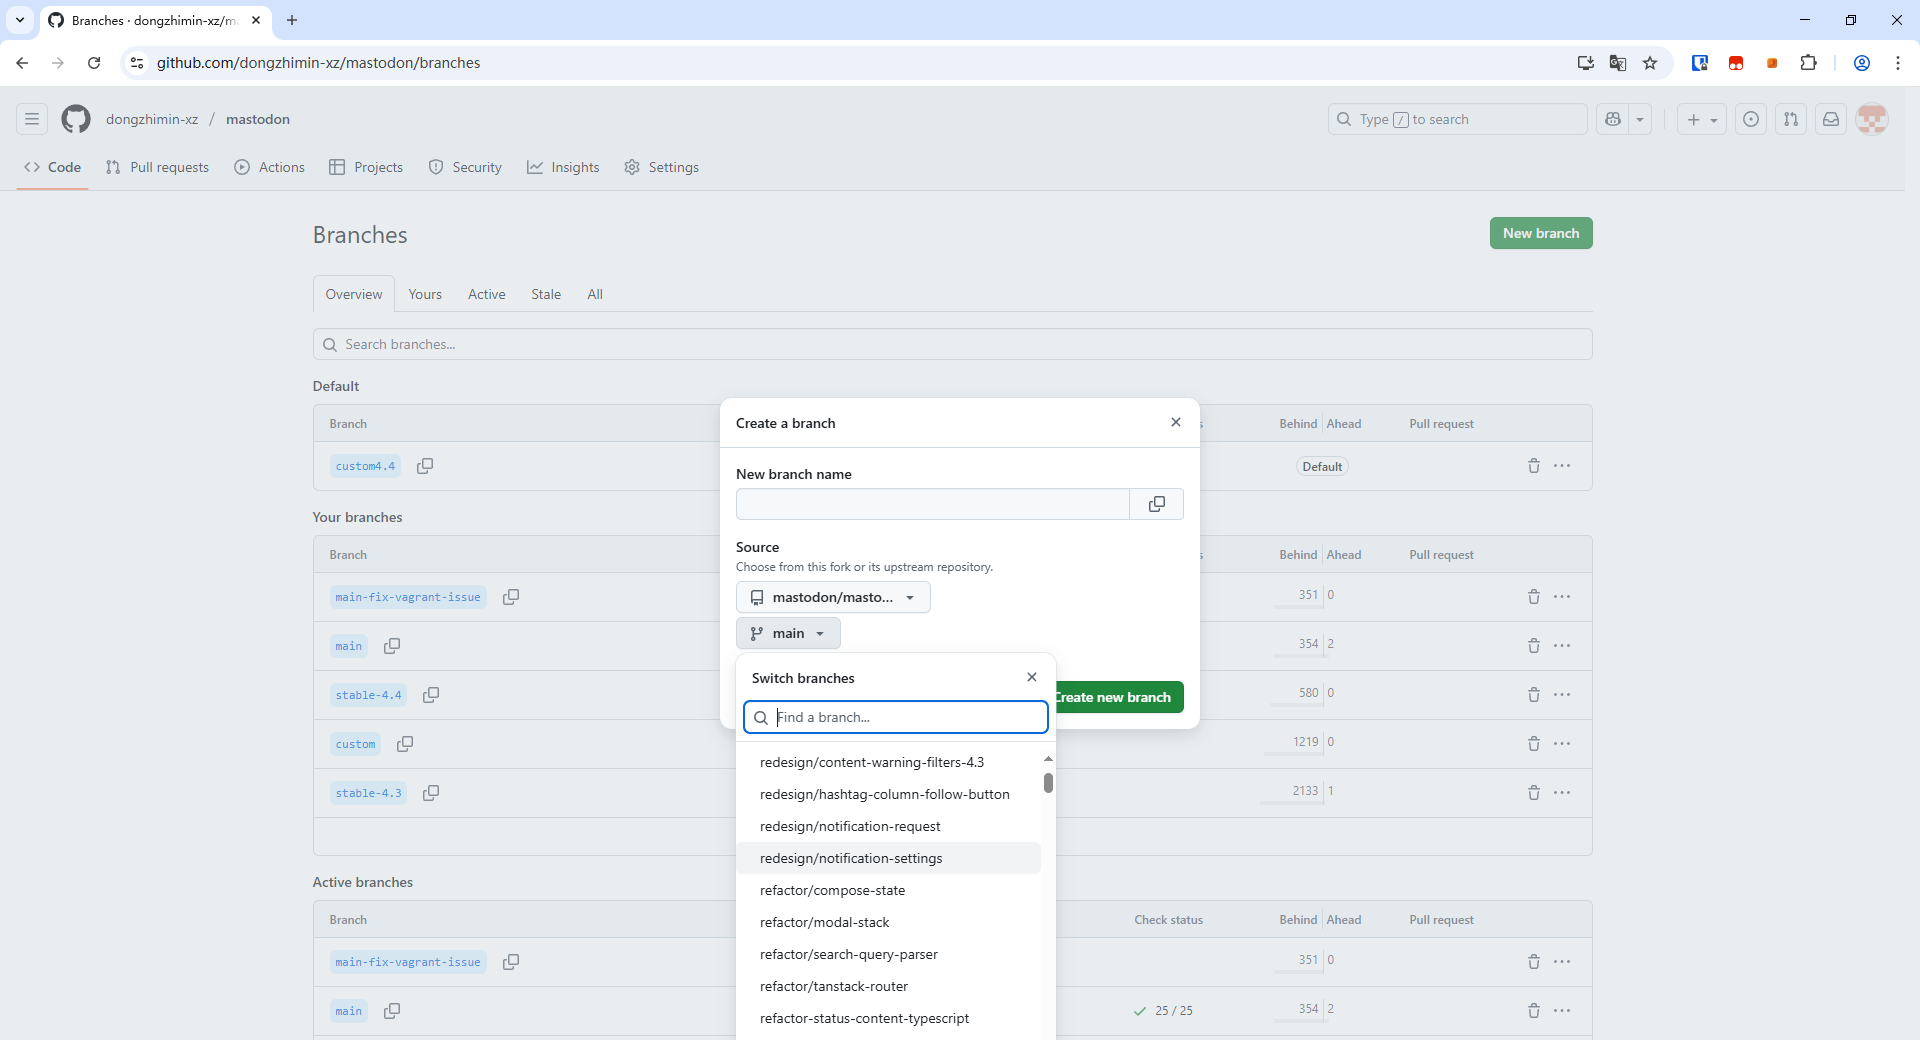 Branches · dongzhimin-xz/m
github.com/dongzhimin-xz/mastodon/branches
dongzhimin-xz / mastodon
Type / to search
Code
Pull requests
Actions
Projects
Security
Insights
Settings
Branches
New branch
Overview
Yours
Active
Stale
All
Search branches...
Default
Branch
Behind
Ahead
Pull request
custom4.4
Default
Your branches
Branch
Behind
Ahead
Pull request
main-fix-vagrant-issue
351
0
main
354
2
stable-4.4
580
0
custom
1219
0
stable-4.3
2133
1
Active branches
Branch
Check status
Behind
Ahead
Pull request
main-fix-vagrant-issue
351
0
main
25 / 25
354
2
Create a branch
New branch name
Source
Choose from this fork or its upstream repository.
mastodon/masto...
main
Create new branch
Switch branches
Find a branch...
redesign/content-warning-filters-4.3
redesign/hashtag-column-follow-button
redesign/notification-request
redesign/notification-settings
refactor/compose-state
refactor/modal-stack
refactor/search-query-parser
refactor/tanstack-router
refactor-status-content-typescript